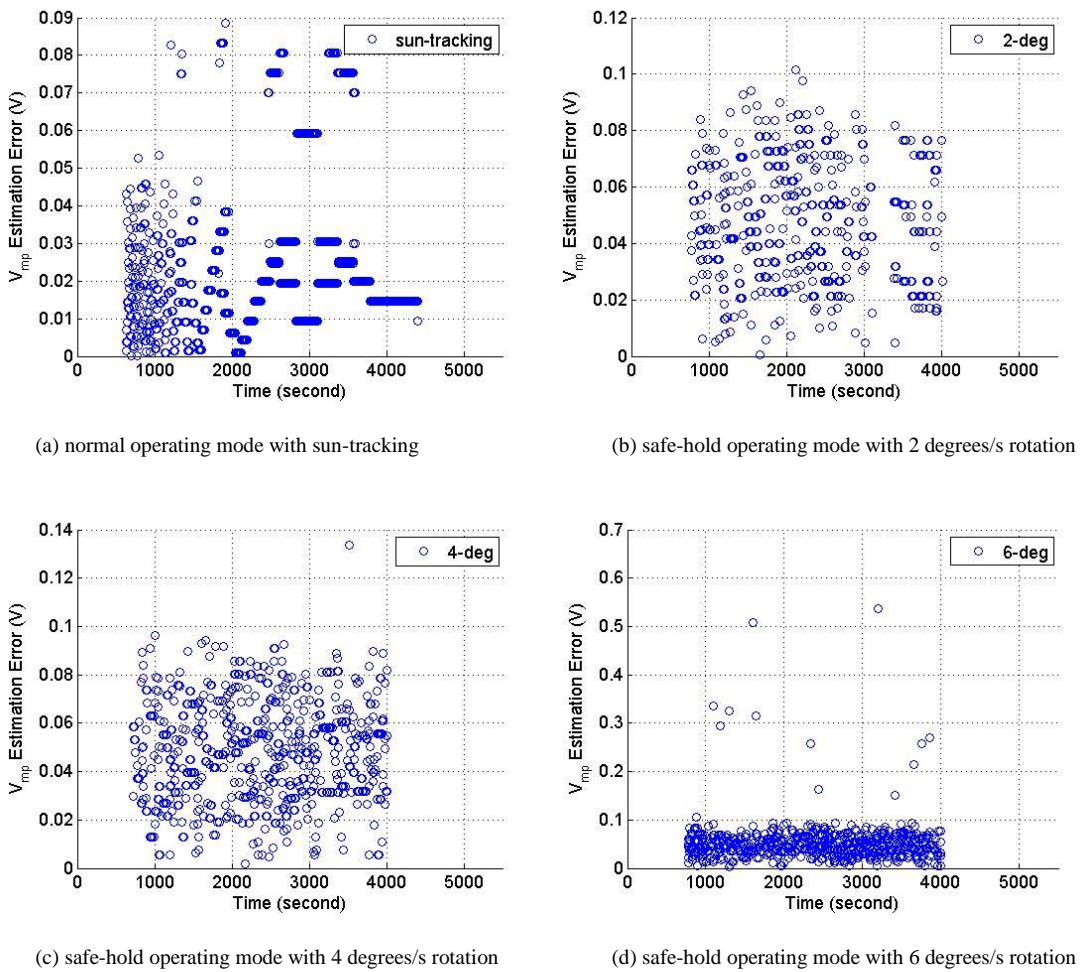 0.09
0.08
0.07
0.06
0.05
0.04
0.03
0.02
0.01
0
V_mp Estimation Error (V)
sun-tracking
0 1000 2000 3000 4000 5000
Time (second)
(a) normal operating mode with sun-tracking
0.12
0.1
0.08
0.06
0.04
0.02
0
V_mp Estimation Error (V)
2-deg
0 1000 2000 3000 4000 5000
Time (second)
(b) safe-hold operating mode with 2 degrees/s rotation
0.14
0.12
0.1
0.08
0.06
0.04
0.02
0
V_mp Estimation Error (V)
4-deg
0 1000 2000 3000 4000 5000
Time (second)
(c) safe-hold operating mode with 4 degrees/s rotation
0.7
0.6
0.5
0.4
0.3
0.2
0.1
0
V_mp Estimation Error (V)
6-deg
0 1000 2000 3000 4000 5000
Time (second)
(d) safe-hold operating mode with 6 degrees/s rotation